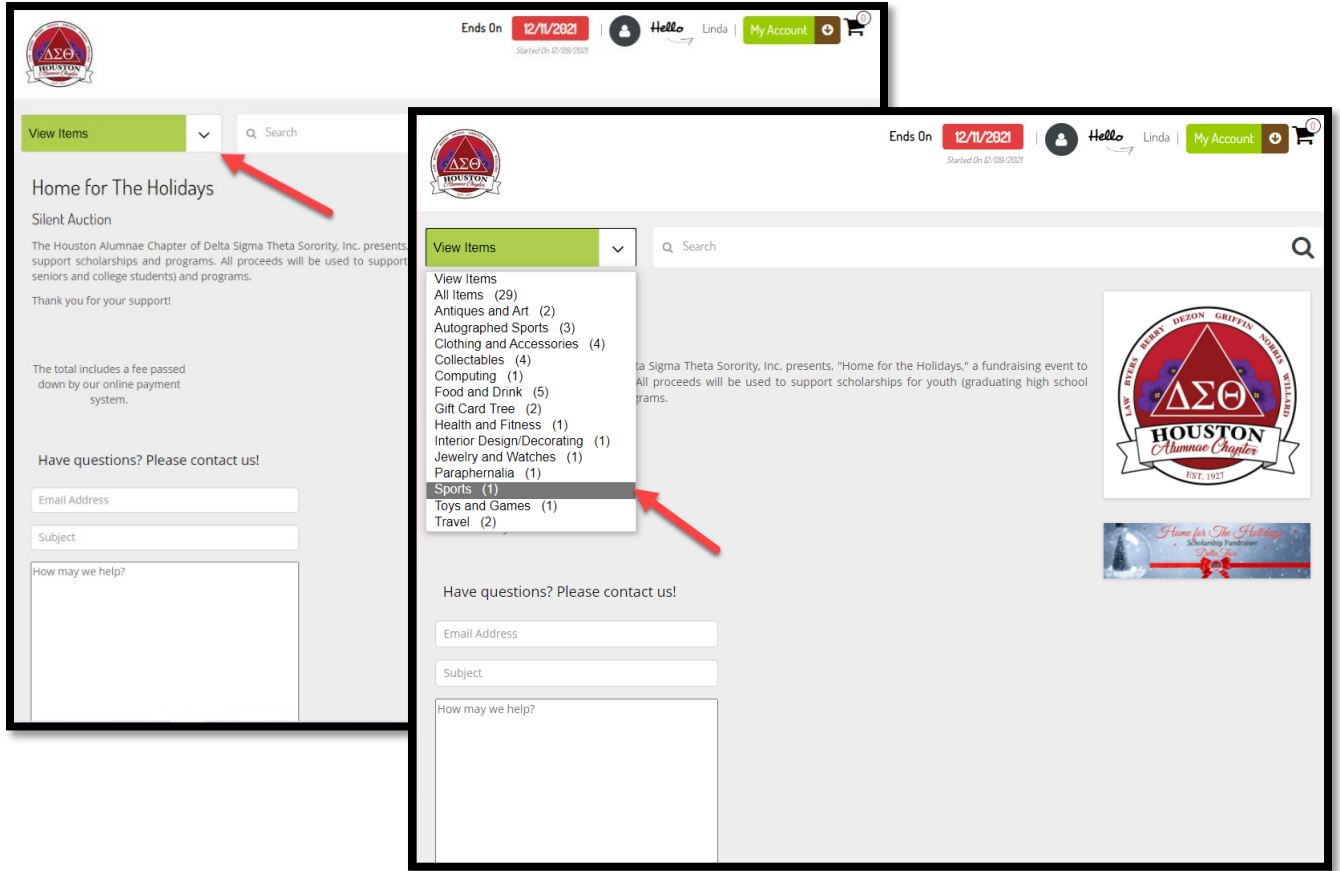 Ends On 12/11/2021 | Hello Linda | My Account 0
Started On 12/09/2021
ΔΣΘ
HOUSTON
Alumnae Chapter
View Items
Search
Home for The Holidays
Silent Auction
The Houston Alumnae Chapter of Delta Sigma Theta Sorority, Inc. presents,
support scholarships and programs. All proceeds will be used to support
seniors and college students) and programs.
Thank you for your support!
The total includes a fee passed
down by our online payment
system.
Have questions? Please contact us!
Email Address
Subject
How may we help?
Ends On 12/11/2021 | Hello Linda | My Account 0
Started On 12/09/2021
ΔΣΘ
HOUSTON
Alumnae Chapter
View Items
Search
View Items
All Items (29)
Antiques and Art (2)
Autographed Sports (3)
Clothing and Accessories (4)
Collectables (4)
Computing (1)
Food and Drink (5)
Gift Card Tree (2)
Health and Fitness (1)
Interior Design/Decorating (1)
Jewelry and Watches (1)
Paraphernalia (1)
Sports (1)
Toys and Games (1)
Travel (2)
ta Sigma Theta Sorority, Inc. presents, "Home for the Holidays," a fundraising event to
All proceeds will be used to support scholarships for youth (graduating high school
grams.
LAW BYERS BERRY DEZON GRIFFIN NORRIS WILLARD
ΔΣΘ
HOUSTON
Alumnae Chapter
EST. 1927
Home for The Holidays
Scholarship Fundraiser
Have questions? Please contact us!
Email Address
Subject
How may we help?